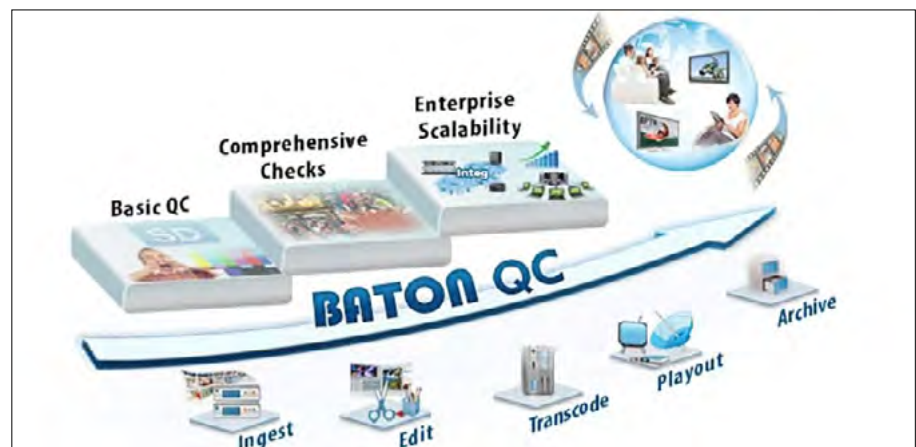 Enterprise
Scalability
Comprehensive
Checks
Basic QC
SD
Integ
BATON QC
Ingest
Edit
Transcode
Playout
Archive